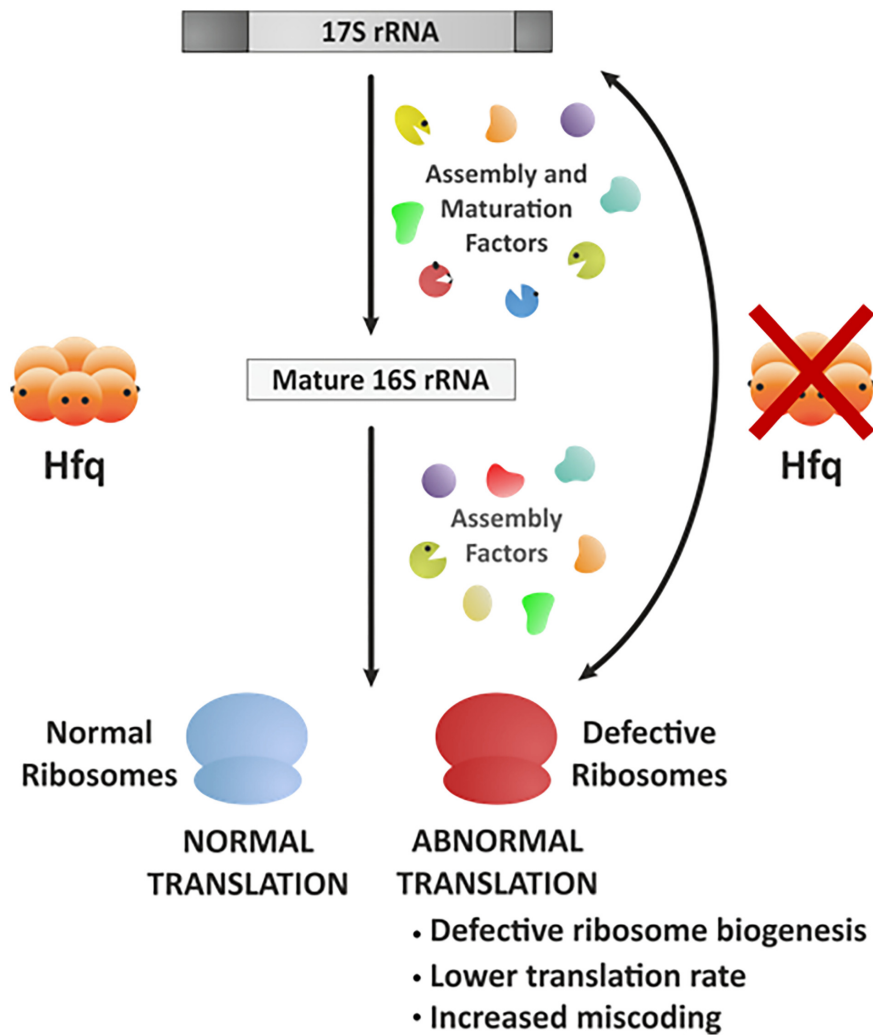 17S rRNA
Assembly and
Maturation
Factors
Mature 16S rRNA
Hfq
Hfq
Assembly
Factors
Normal
Ribosomes
Defective
Ribosomes
NORMAL
TRANSLATION
ABNORMAL
TRANSLATION
• Defective ribosome biogenesis
• Lower translation rate
• Increased miscoding